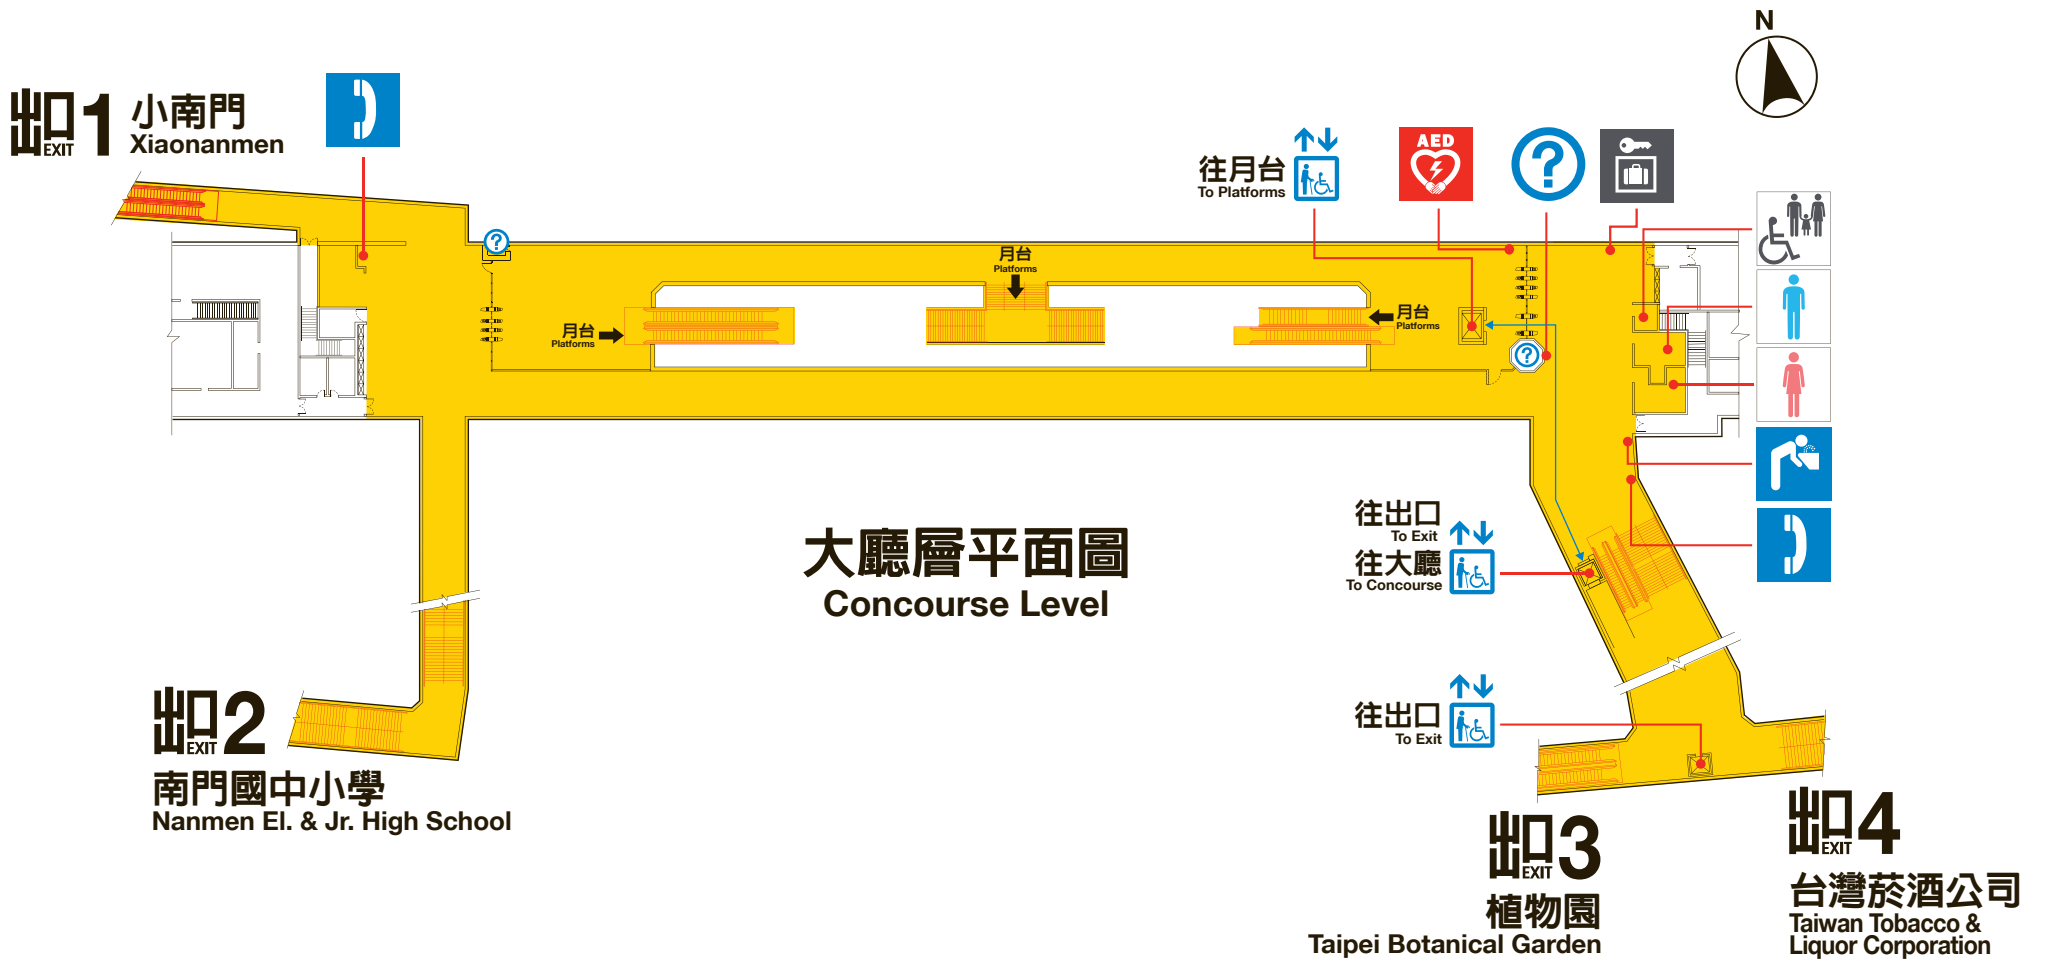 N
出口 EXIT 1
小南門
Xiaonanmen
往月台
To Platforms
AED
?
?
月台
Platforms
月台
Platforms
月台
Platforms
?
往出口
To Exit
往大廳
To Concourse
大廳層平面圖
Concourse Level
往出口
To Exit
出口 EXIT 2
南門國中小學
Nanmen El. & Jr. High School
出口 EXIT 3
植物園
Taipei Botanical Garden
出口 EXIT 4
台灣菸酒公司
Taiwan Tobacco &
Liquor Corporation